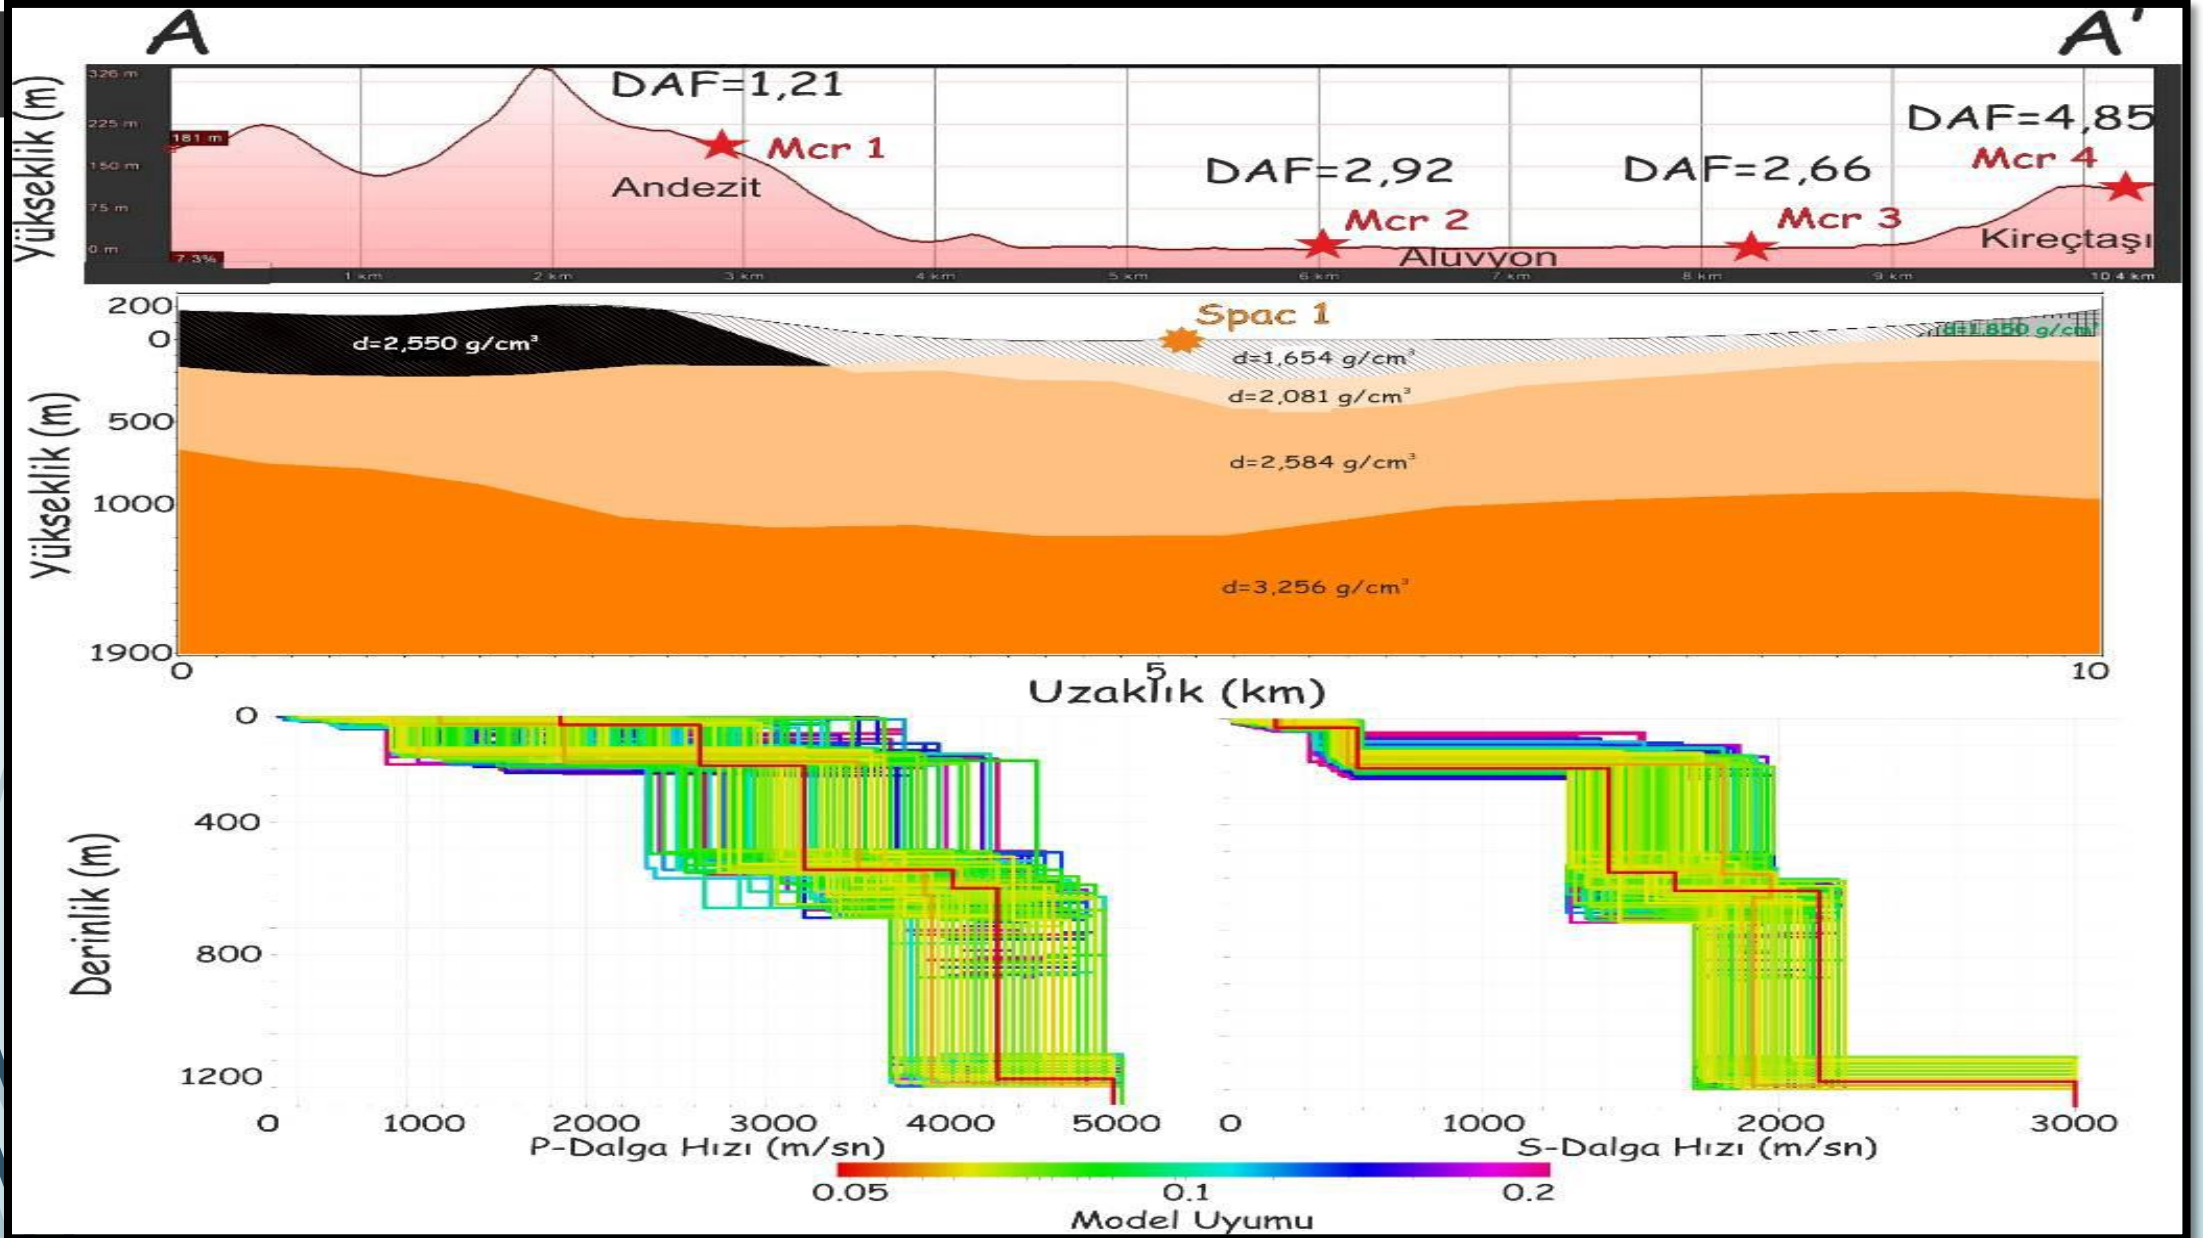 A
A'
Yükseklik (m)
326 m
225 m
150 m
75 m
0 m
181 m
7.3%
DAF=1,21
Mcr 1
Andezit
DAF=2,92
Mcr 2
Alüvyon
DAF=2,66
Mcr 3
DAF=4,85
Mcr 4
Kireçtaşı
1 km
2 km
3 km
4 km
5 km
6 km
7 km
8 km
9 km
10.4 km
Yükseklik (m)
200
0
500
1000
1900
Spac 1
d=2,550 g/cm³
d=1,654 g/cm³
d=1,850 g/cm³
d=2,081 g/cm³
d=2,584 g/cm³
d=3,256 g/cm³
0
5
10
Uzaklık (km)
Derinlik (m)
0
400
800
1200
0
1000
2000
3000
4000
5000
P-Dalga Hızı (m/sn)
0
1000
2000
3000
S-Dalga Hızı (m/sn)
0.05
0.1
0.2
Model Uyumu